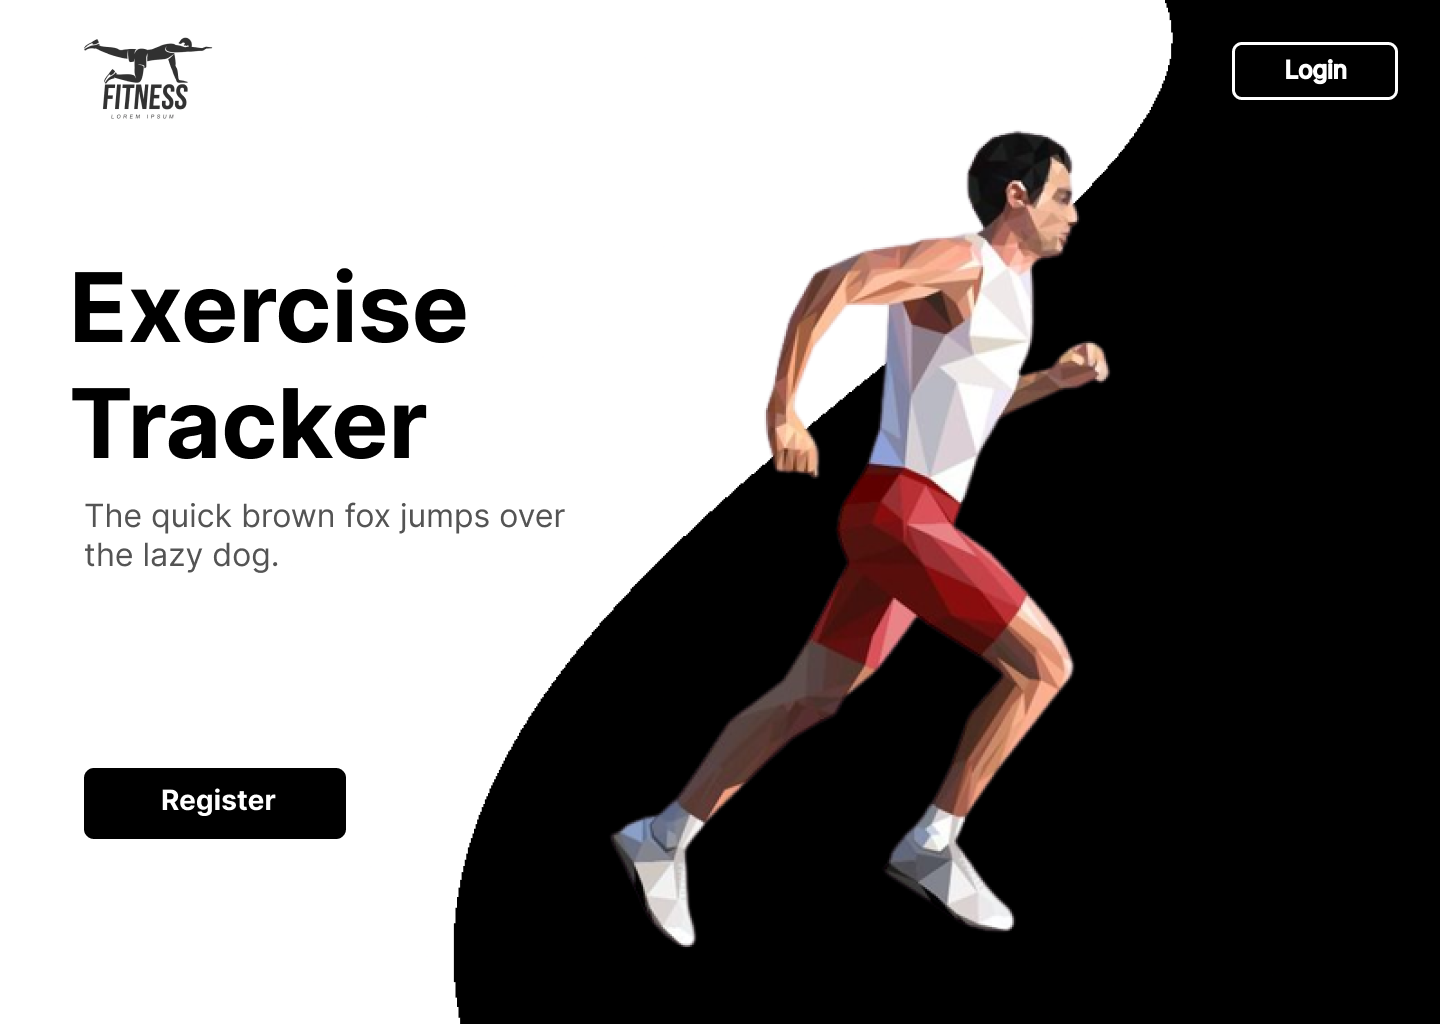 FITNESS
LOREM IPSUM
Login
Exercise
Tracker
The quick brown fox jumps over
the lazy dog.
Register